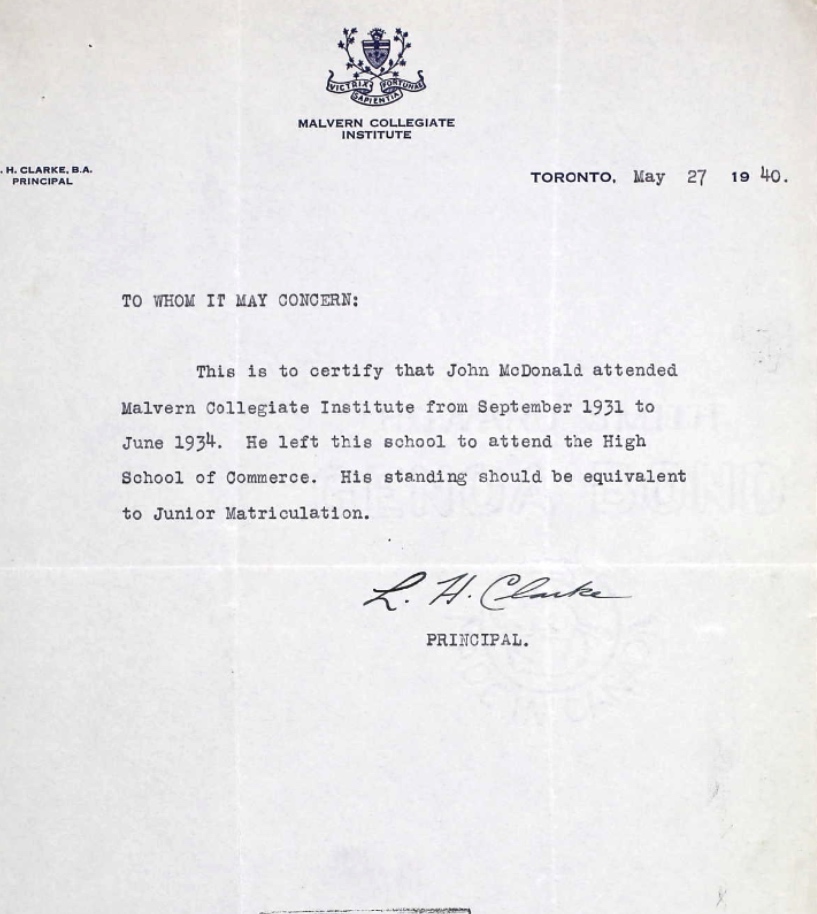 VICTRIX FORTUNAE
SAPIENTIA
MALVERN COLLEGIATE
INSTITUTE
. H. CLARKE, B.A.
PRINCIPAL
TORONTO, May 27 19 40.
TO WHOM IT MAY CONCERN:
This is to certify that John McDonald attended
Malvern Collegiate Institute from September 1931 to
June 1934. He left this school to attend the High
School of Commerce. His standing should be equivalent
to Junior Matriculation.
L. H. Clarke
PRINCIPAL.